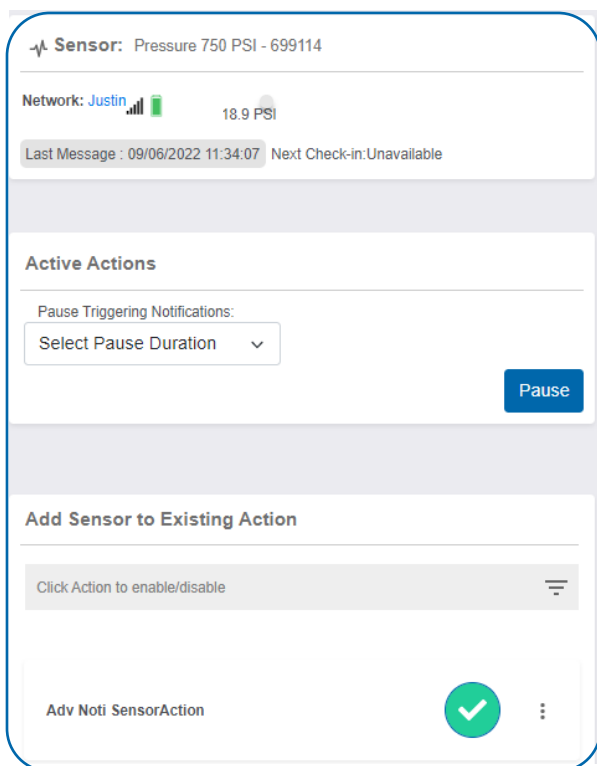 Sensor: Pressure 750 PSI - 699114
Network: Justin 18.9 PSI
Last Message : 09/06/2022 11:34:07 Next Check-in:Unavailable
Active Actions
Pause Triggering Notifications:
Select Pause Duration
Pause
Add Sensor to Existing Action
Click Action to enable/disable
Adv Noti SensorAction